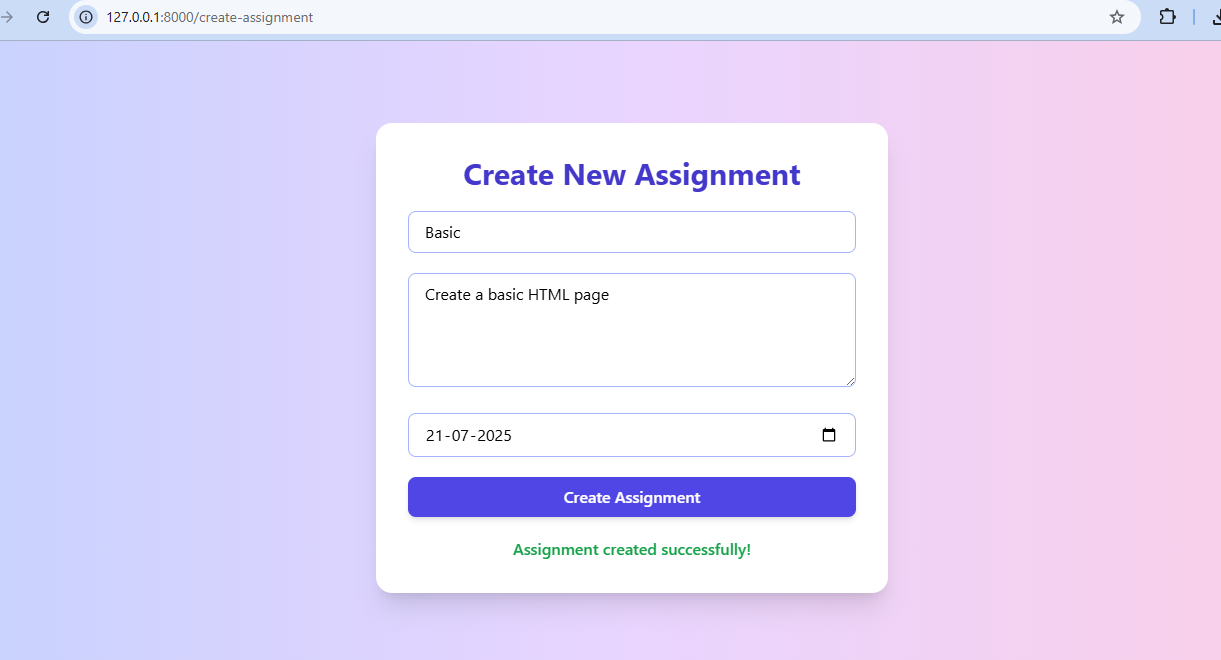 127.0.0.1:8000/create-assignment
Create New Assignment
Basic
Create a basic HTML page
21-07-2025
Create Assignment
Assignment created successfully!